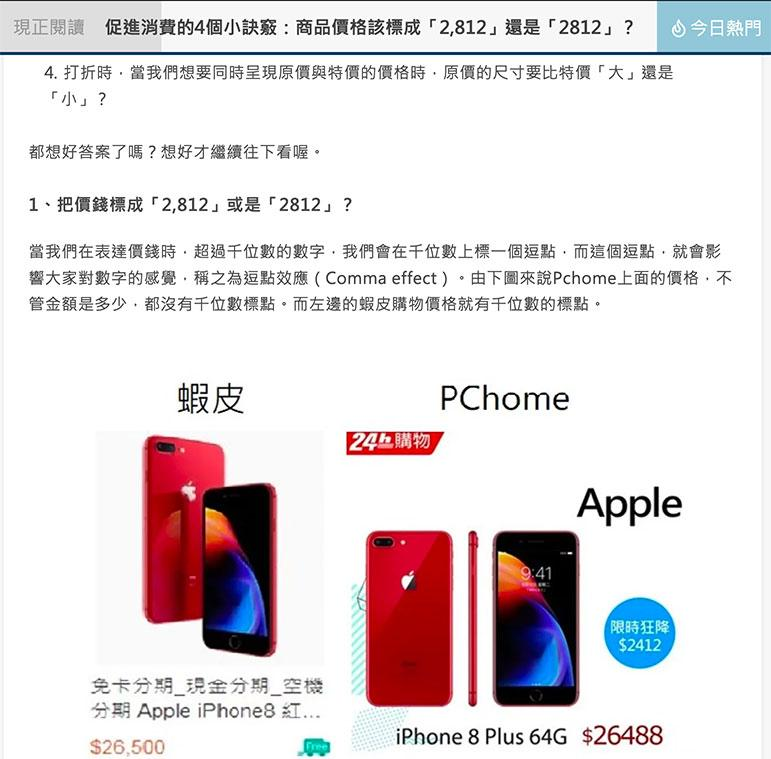 現正閱讀 促進消費的4個小訣竅：商品價格該標成「2,812」還是「2812」？ 今日熱門
4. 打折時，當我們想要同時呈現原價與特價的價格時，原價的尺寸要比特價「大」還是
「小」？
都想好答案了嗎？想好才繼續往下看喔。
1、把價錢標成「2,812」或是「2812」？
當我們在表達價錢時，超過千位數的數字，我們會在千位數上標一個逗點，而這個逗點，就會影
響大家對數字的感覺，稱之為逗點效應（Comma effect）。由下圖來說Pchome上面的價格，不
管金額是多少，都沒有千位數標點。而左邊的蝦皮購物價格就有千位數的標點。
蝦皮
PChome
24h購物
Apple
9:41
限時狂降
$2412
免卡分期_現金分期_空機
分期 Apple iPhone8 紅...
$26,500
Free
iPhone 8 Plus 64G $26488